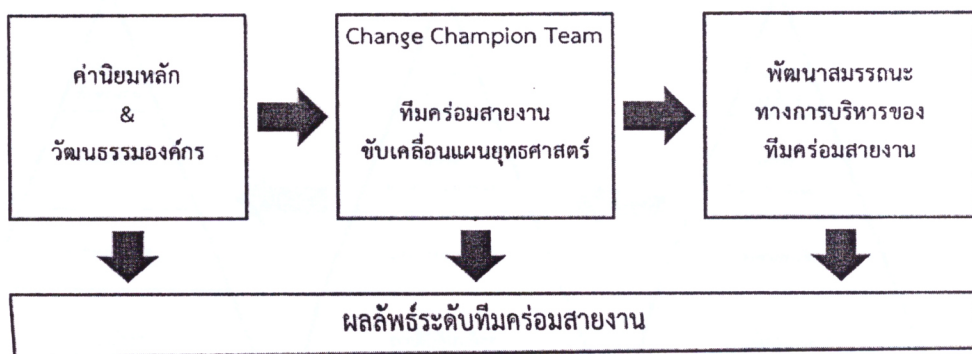 ค่านิยมหลัก
&
วัฒนธรรมองค์กร
Change Champion Team
ทีมคร่อมสายงาน
ขับเคลื่อนแผนยุทธศาสตร์
พัฒนาสมรรถนะ
ทางการบริหารของ
ทีมคร่อมสายงาน
ผลลัพธ์ระดับทีมคร่อมสายงาน